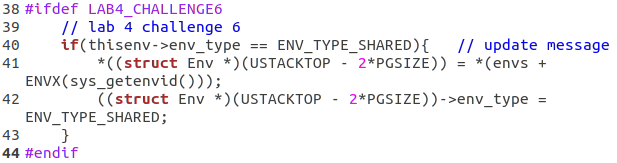 38 #ifdef LAB4_CHALLENGE6
39     // lab 4 challenge 6
40     if(thisenv->env_type == ENV_TYPE_SHARED){   // update message
41         *((struct Env *)(USTACKTOP - 2*PGSIZE)) = *(envs +
ENVX(sys_getenvid()));
42         ((struct Env *)(USTACKTOP - 2*PGSIZE))->env_type =
ENV_TYPE_SHARED;
43     }
44 #endif